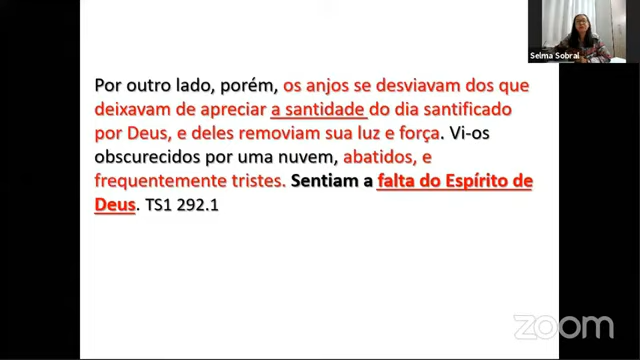 Selma Sobral
Por outro lado, porém, os anjos se desviavam dos que
deixavam de apreciar a santidade do dia santificado
por Deus, e deles removiam sua luz e força. Vi-os
obscurecidos por uma nuvem, abatidos, e
frequentemente tristes. Sentiam a falta do Espírito de
Deus. TS1 292.1
zoom